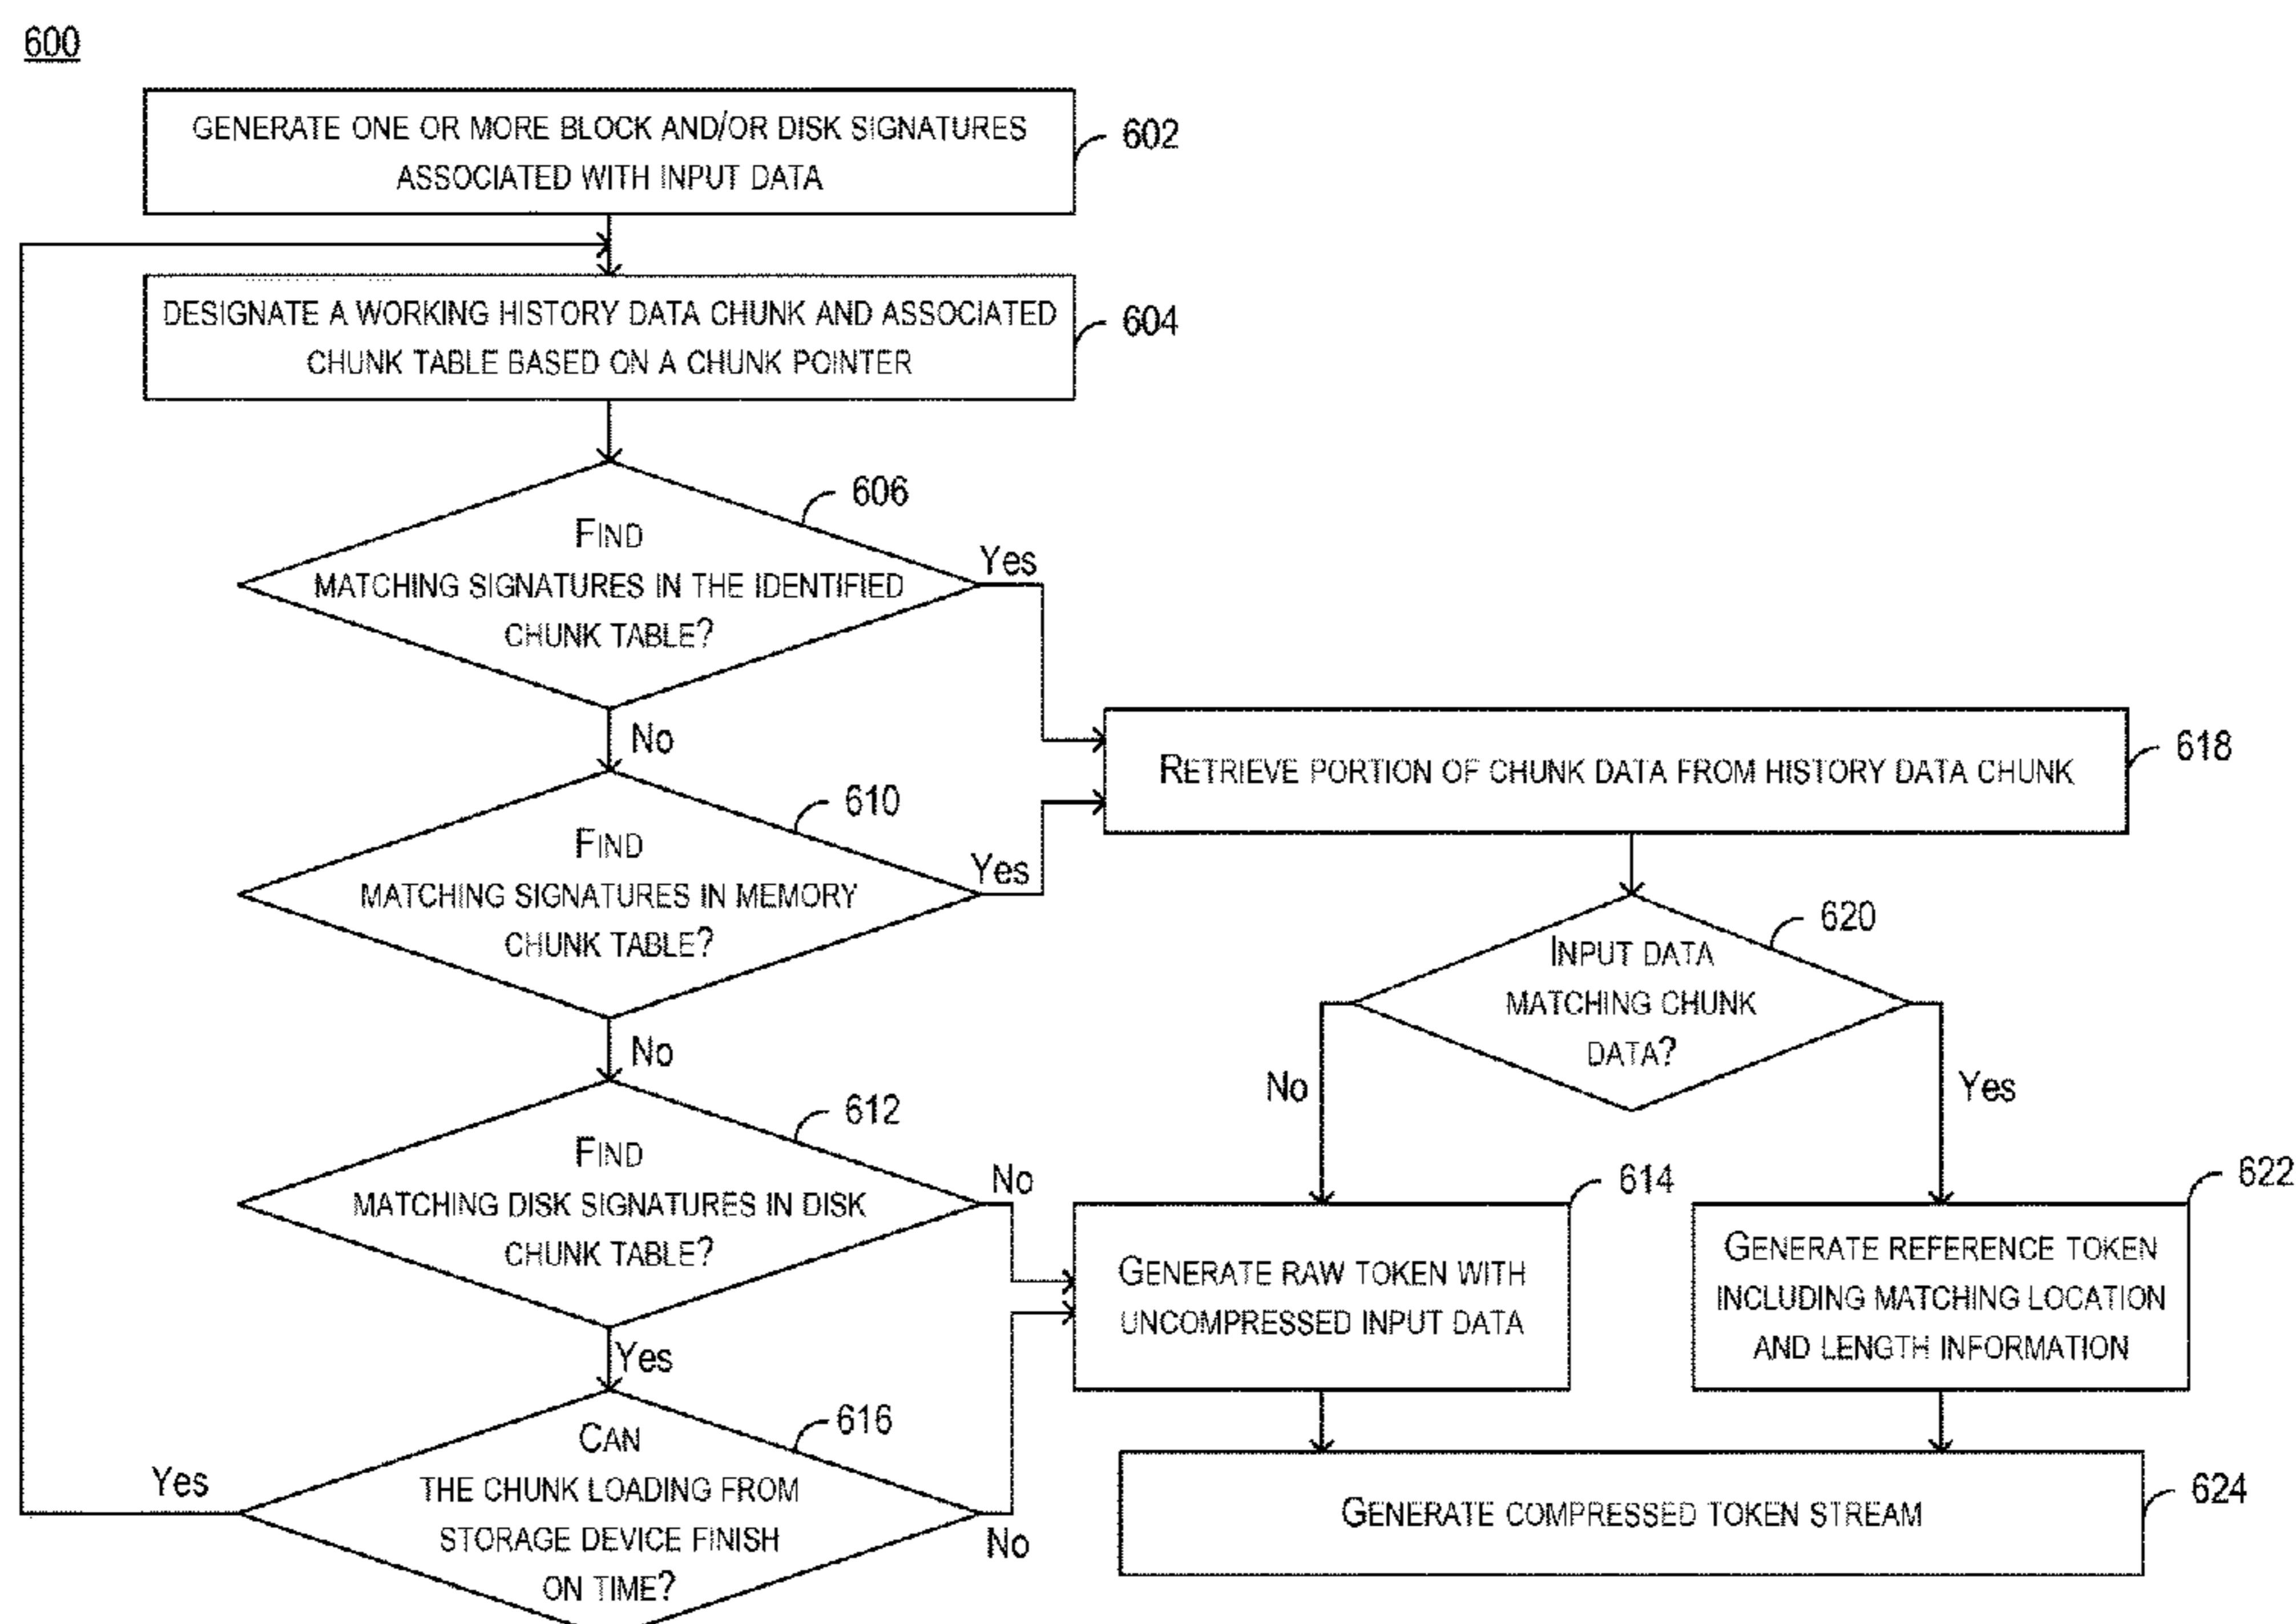 600
GENERATE ONE OR MORE BLOCK AND/OR DISK SIGNATURES
ASSOCIATED WITH INPUT DATA
602
DESIGNATE A WORKING HISTORY DATA CHUNK AND ASSOCIATED
CHUNK TABLE BASED ON A CHUNK POINTER
604
606
FIND
MATCHING SIGNATURES IN THE IDENTIFIED
CHUNK TABLE?
Yes
No
610
FIND
MATCHING SIGNATURES IN MEMORY
CHUNK TABLE?
Yes
No
612
FIND
MATCHING DISK SIGNATURES IN DISK
CHUNK TABLE?
No
Yes
616
CAN
THE CHUNK LOADING FROM
STORAGE DEVICE FINISH
ON TIME?
Yes
No
RETRIEVE PORTION OF CHUNK DATA FROM HISTORY DATA CHUNK
618
620
INPUT DATA
MATCHING CHUNK
DATA?
No
Yes
614
GENERATE RAW TOKEN WITH
UNCOMPRESSED INPUT DATA
622
GENERATE REFERENCE TOKEN
INCLUDING MATCHING LOCATION
AND LENGTH INFORMATION
GENERATE COMPRESSED TOKEN STREAM
624